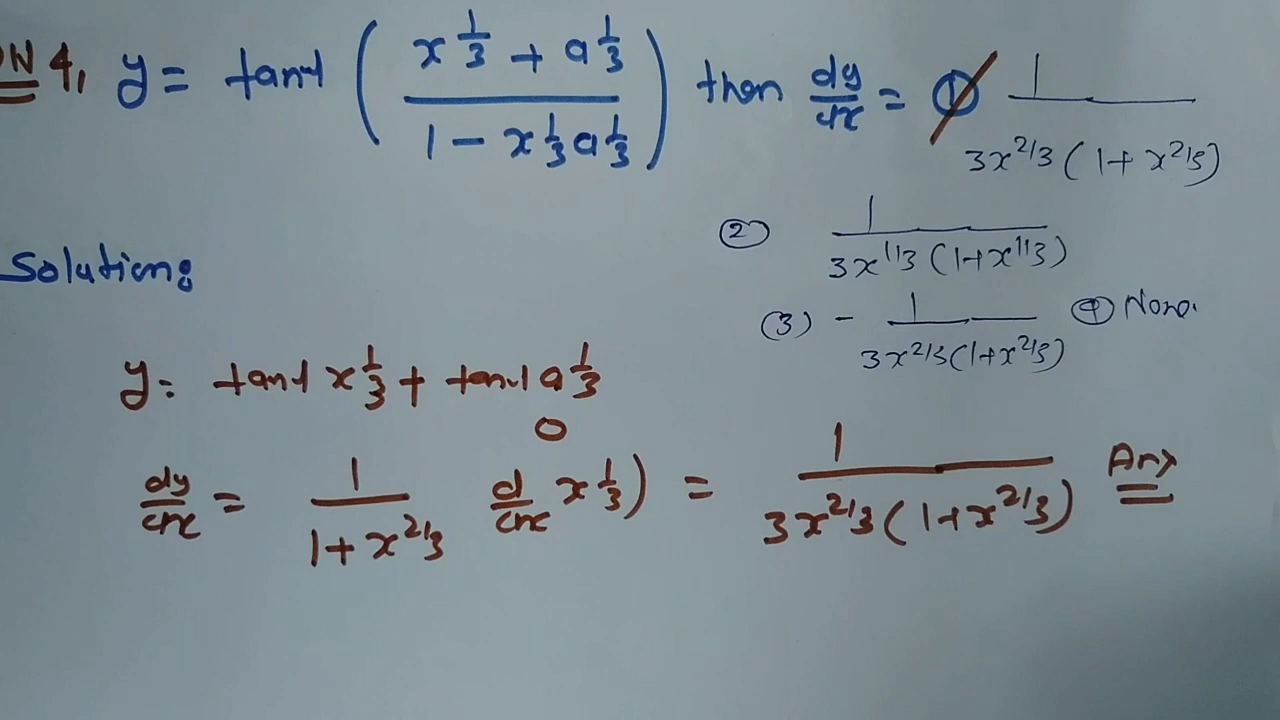 QN 4, y = tan-1 ( (x^1/3 + a^1/3) / (1 - x^1/3 a^1/3) ) then dy/dx = ① 1 / 3x^2/3 (1 + x^2/3)
② 1 / 3x^1/3 (1+x^1/3)
Solution:
(3) - 1 / 3x^2/3 (1+x^2/3) ④ None.
y = tan-1 x^1/3 + tan-1 a^1/3
0
dy/dx = 1 / 1 + x^2/3 d/dx x^1/3) = 1 / 3x^2/3 (1+x^2/3) Ans